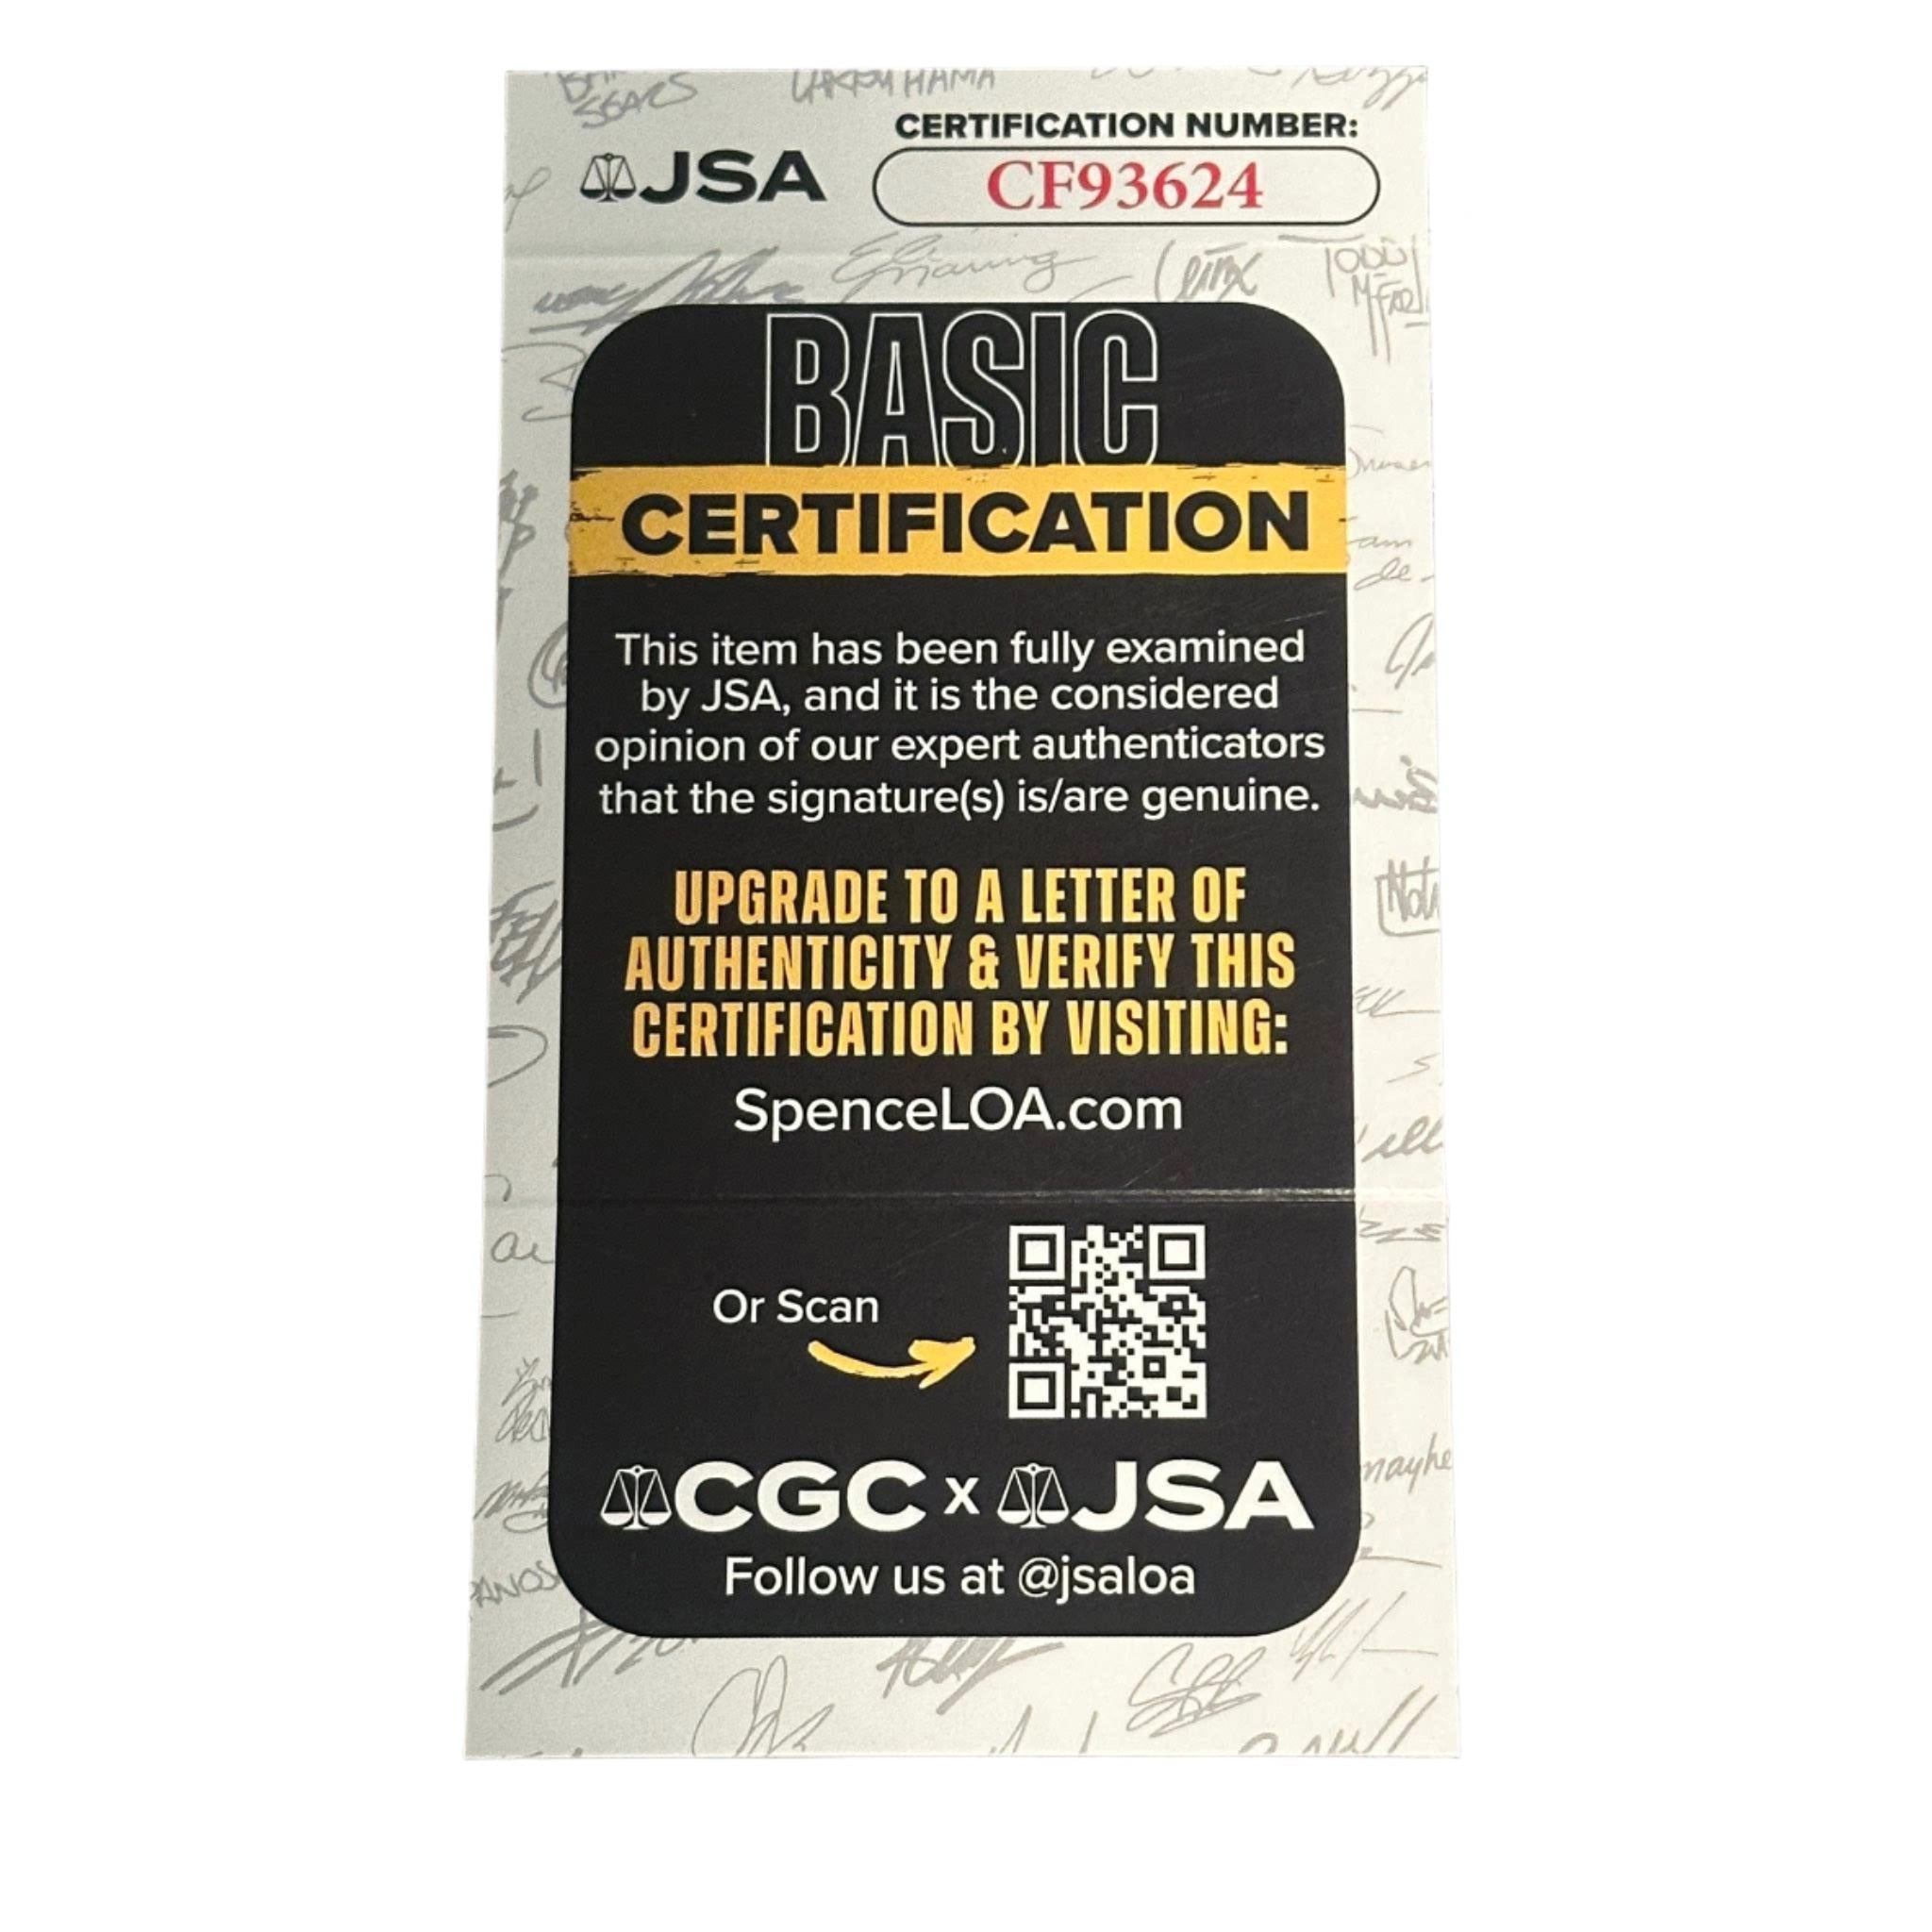 CERTIFICATION NUMBER:
JSA
CF93624
BASIC
CERTIFICATION
This item has been fully examined
by JSA, and it is the considered
opinion of our expert authenticators
that the signature(s) is/are genuine.
UPGRADE TO A LETTER OF
AUTHENTICITY & VERIFY THIS
CERTIFICATION BY VISITING:
SpenceLOA.com
Or Scan
CGC x JSA
Follow us at @jsaloa